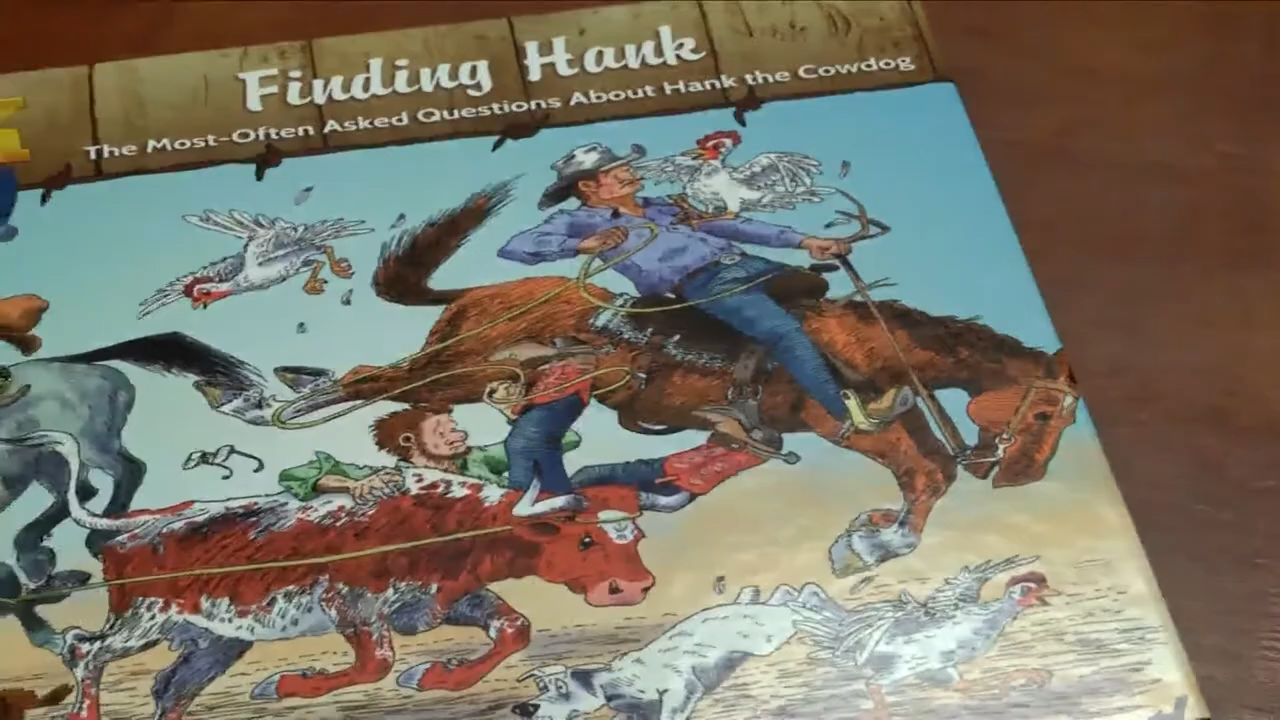 Finding Hank
The Most-Often Asked Questions About Hank the Cowdog